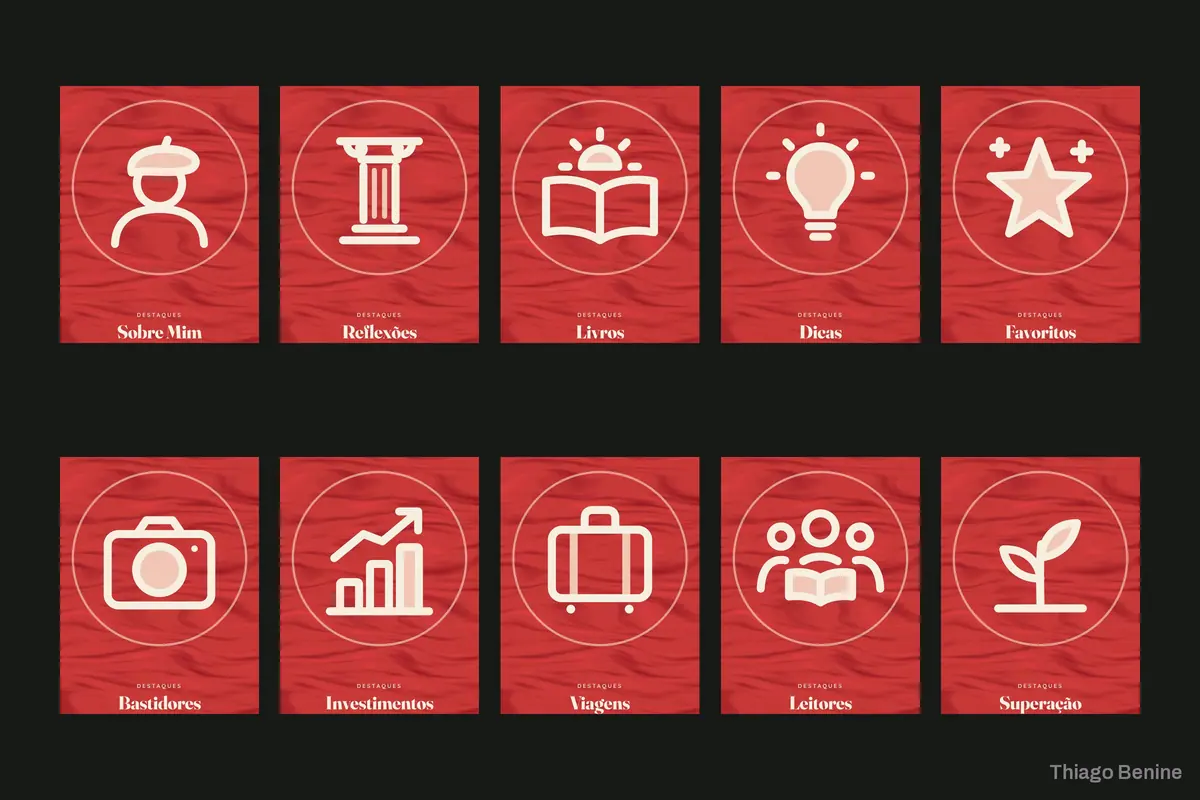 DESTAQUES
Sobre Mim
DESTAQUES
Reflexões
DESTAQUES
Livros
DESTAQUES
Dicas
DESTAQUES
Favoritos
DESTAQUES
Bastidores
DESTAQUES
Investimentos
DESTAQUES
Viagens
DESTAQUES
Leitores
DESTAQUES
Superação
Thiago Benine